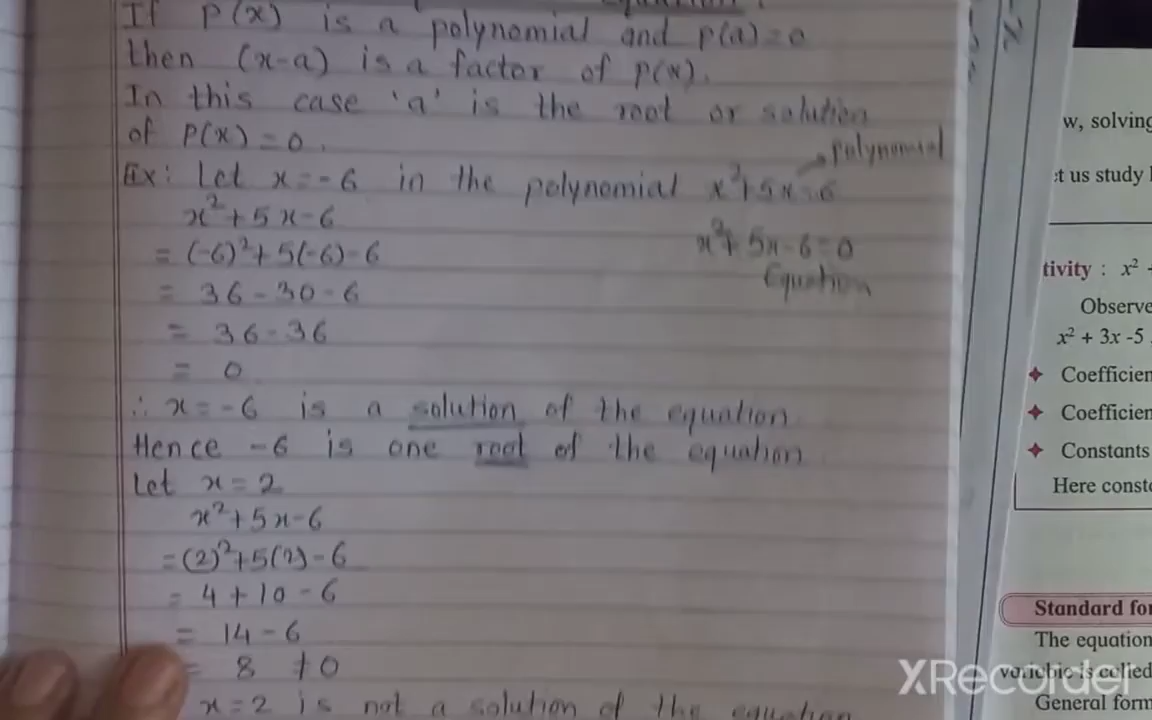 If P(x) is a polynomial and P(a)=0
then (x-a) is a factor of P(x).
In this case 'a' is the root or solution
of P(x)=0.
Ex: Let x=-6 in the polynomial x²+5x-6
polynomial
x²+5x-6
x²+5x-6=0
Equation
= (-6)²+5(-6)-6
= 36-30-6
= 36-36
= 0
∴ x=-6 is a solution of the equation
Hence -6 is one root of the equation
Let x=2
x²+5x-6
=(2)²+5(2)-6
= 4+10-6
= 14-6
= 8 ≠0
x=2 is not a solution of the equation
w, solving
t us study
tivity : x²
Observe
x² + 3x -5
Coefficien
Coefficien
Constants
Here const
Standard for
The equation
variable is called
General form
XRecorder